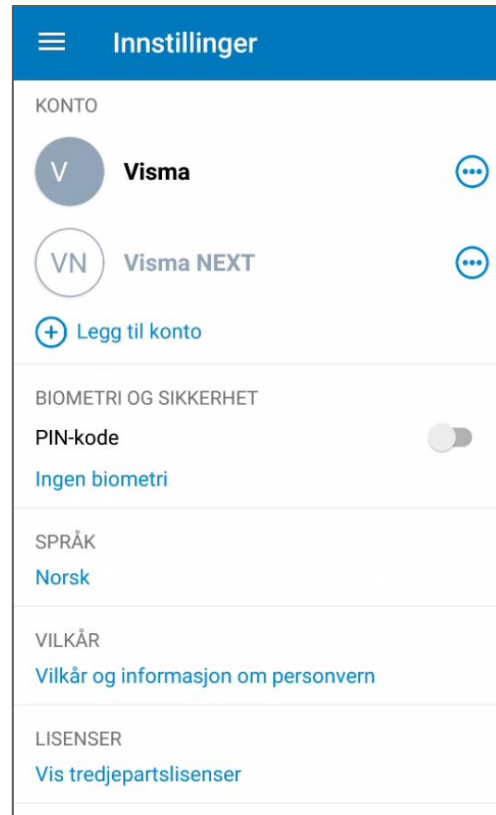 Innstillinger
KONTO
V Visma
VN Visma NEXT
Legg til konto
BIOMETRI OG SIKKERHET
PIN-kode
Ingen biometri
SPRÅK
Norsk
VILKÅR
Vilkår og informasjon om personvern
LISENSER
Vis tredjepartslisenser